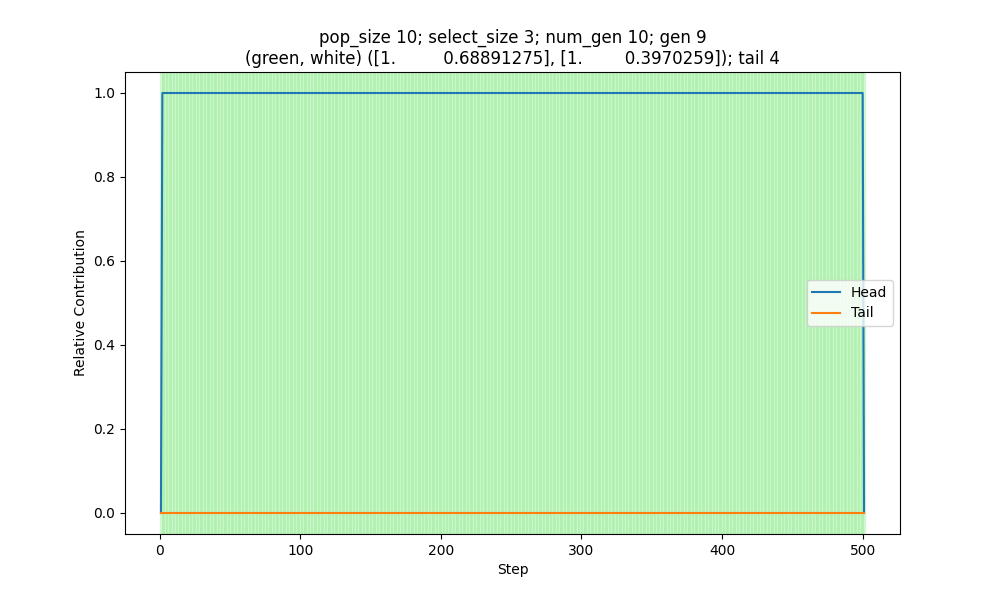 pop_size 10; select_size 3; num_gen 10; gen 9
(green, white) ([1.         0.68891275], [1.        0.3970259]); tail 4
1.0
0.8
0.6
0.4
0.2
0.0
Relative Contribution
Head
Tail
0
100
200
300
400
500
Step